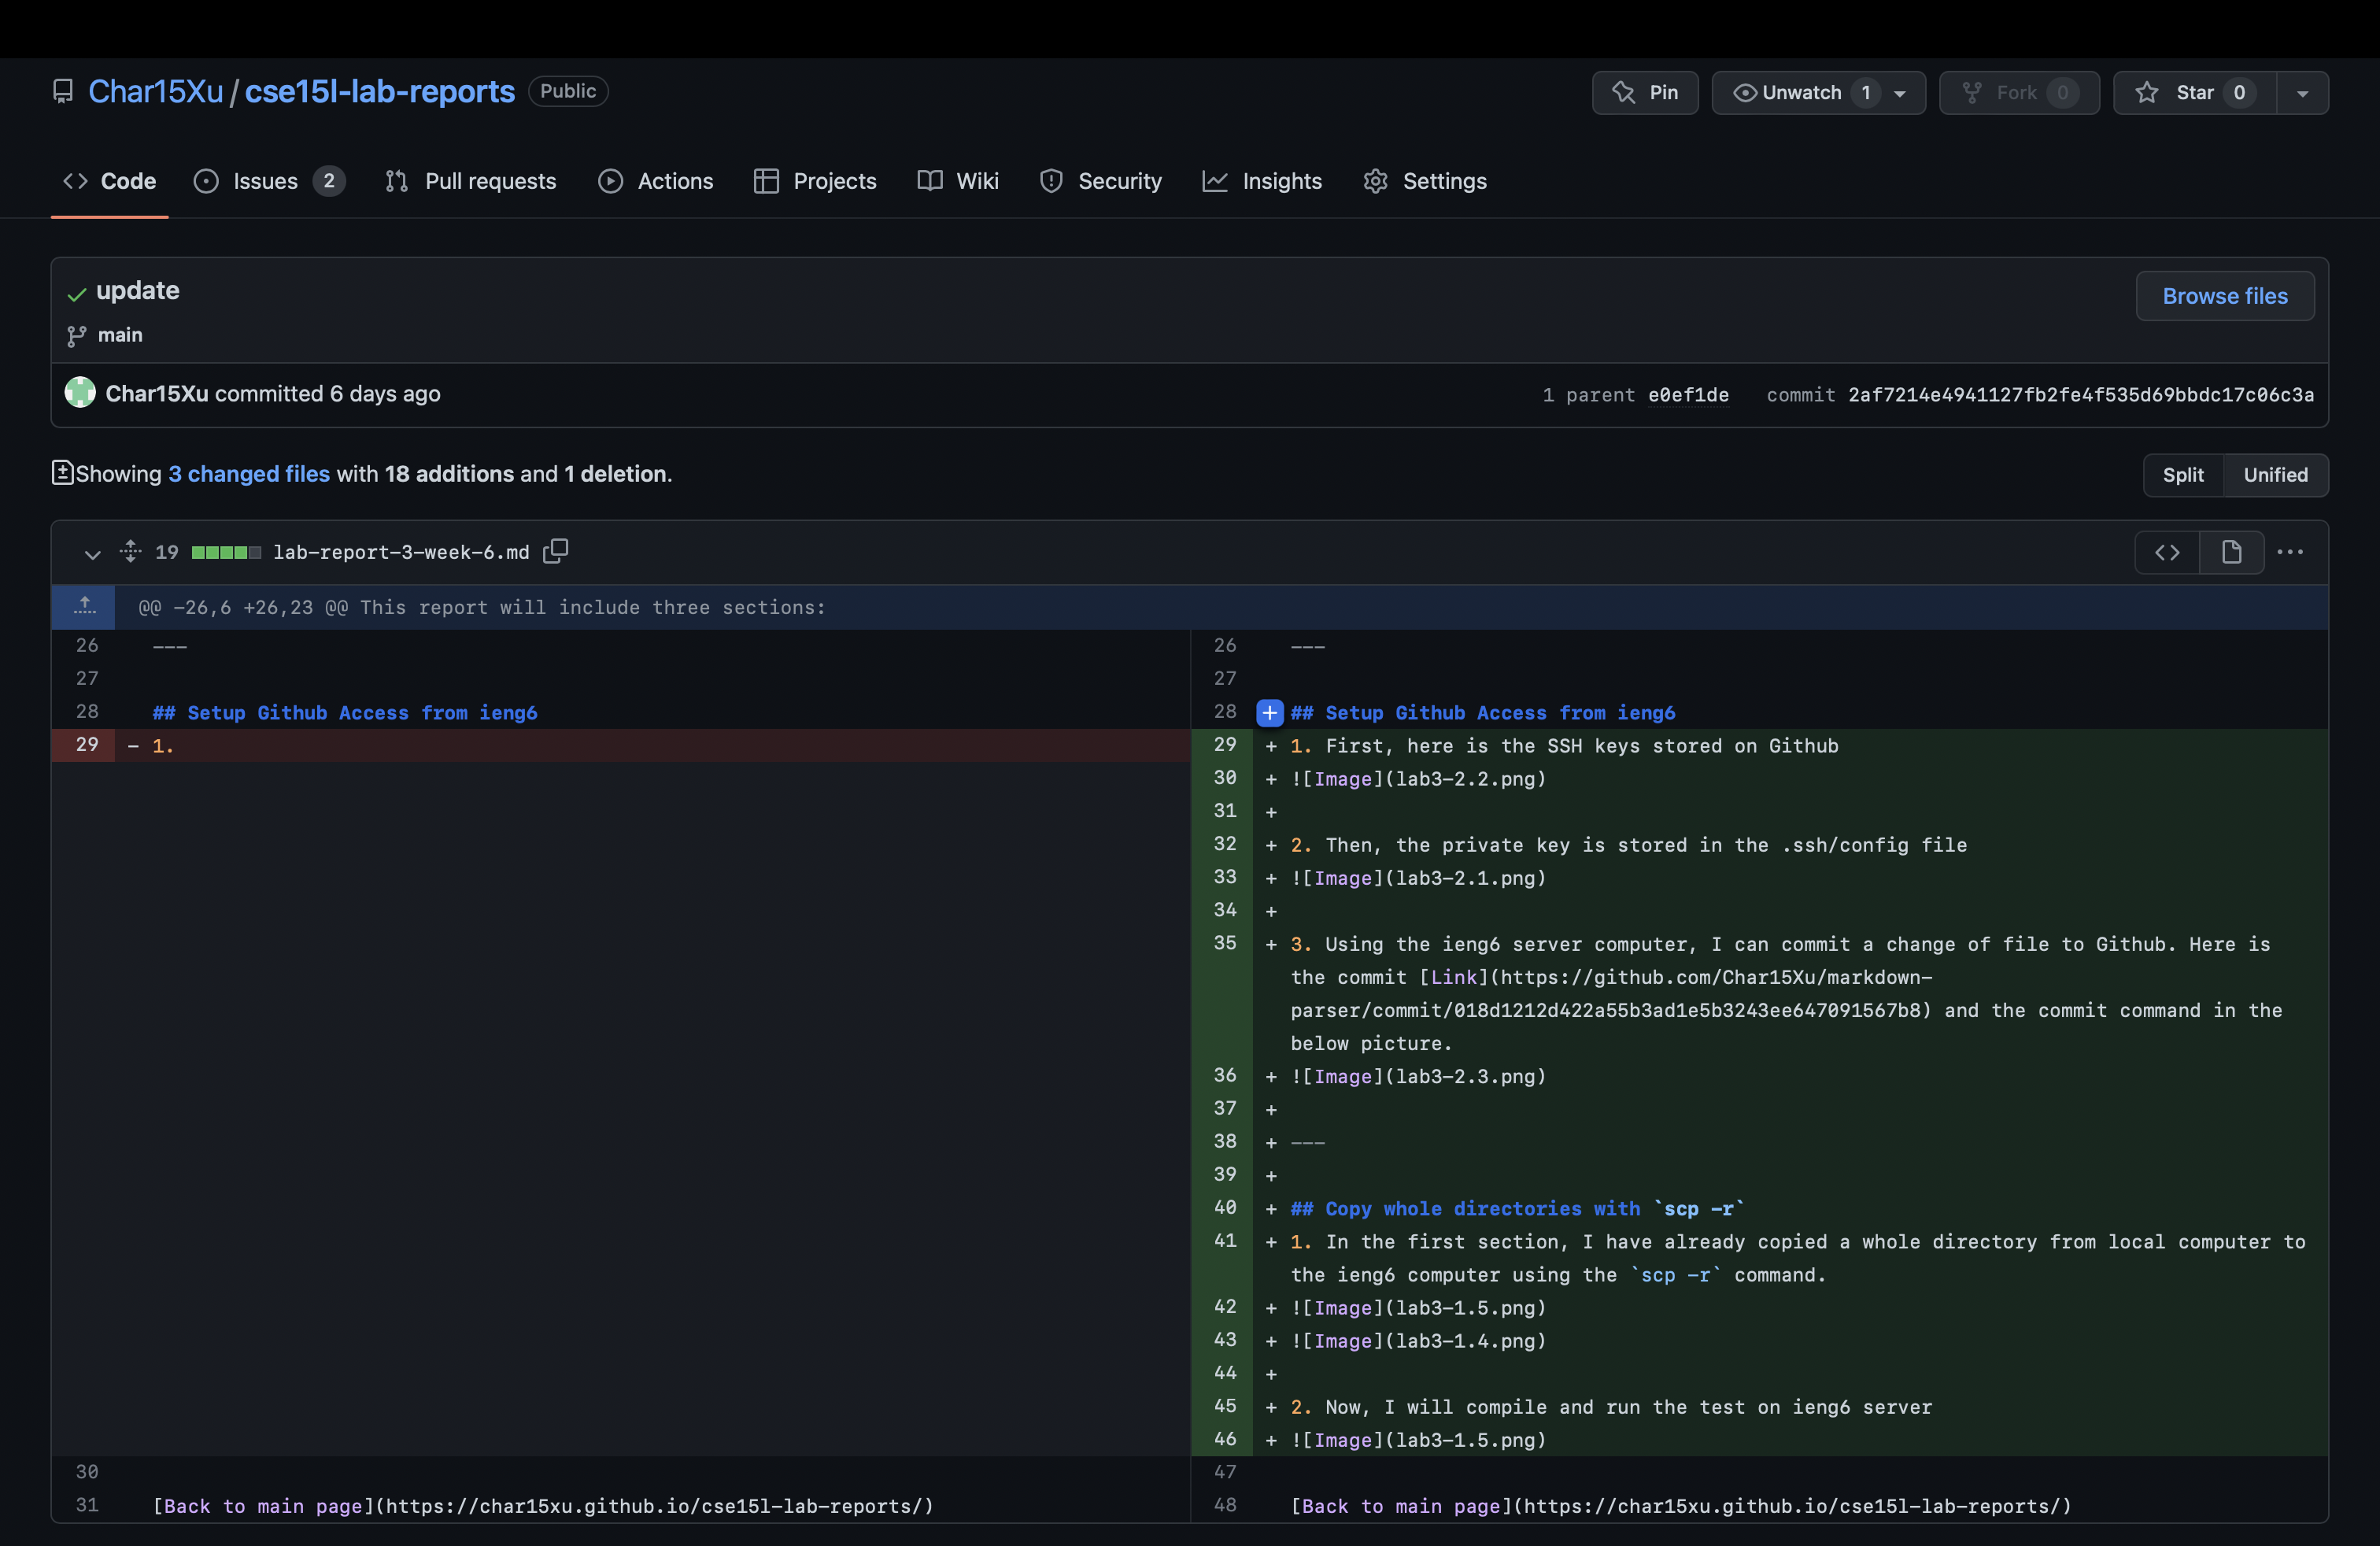 Char15Xu / cse15l-lab-reports Public
Pin Unwatch 1 Fork 0 Star 0
Code Issues 2 Pull requests Actions Projects Wiki Security Insights Settings
update
Browse files
main
Char15Xu committed 6 days ago 1 parent e0ef1de commit 2af7214e4941127fb2fe4f535d69bbdc17c06c3a
Showing 3 changed files with 18 additions and 1 deletion.
Split Unified
19 lab-report-3-week-6.md
@@ -26,6 +26,23 @@ This report will include three sections:
26 ---
27
28 ## Setup Github Access from ieng6
29 - 1.
30
31 [Back to main page](https://char15xu.github.io/cse15l-lab-reports/)
26 ---
27
28 + ## Setup Github Access from ieng6
29 + 1. First, here is the SSH keys stored on Github
30 + ![Image](lab3-2.2.png)
31 +
32 + 2. Then, the private key is stored in the .ssh/config file
33 + ![Image](lab3-2.1.png)
34 +
35 + 3. Using the ieng6 server computer, I can commit a change of file to Github. Here is
the commit [Link](https://github.com/Char15Xu/markdown-
parser/commit/018d1212d422a55b3ad1e5b3243ee647091567b8) and the commit command in the
below picture.
36 + ![Image](lab3-2.3.png)
37 +
38 + ---
39 +
40 + ## Copy whole directories with `scp -r`
41 + 1. In the first section, I have already copied a whole directory from local computer to
the ieng6 computer using the `scp -r` command.
42 + ![Image](lab3-1.5.png)
43 + ![Image](lab3-1.4.png)
44 +
45 + 2. Now, I will compile and run the test on ieng6 server
46 + ![Image](lab3-1.5.png)
47
48 [Back to main page](https://char15xu.github.io/cse15l-lab-reports/)